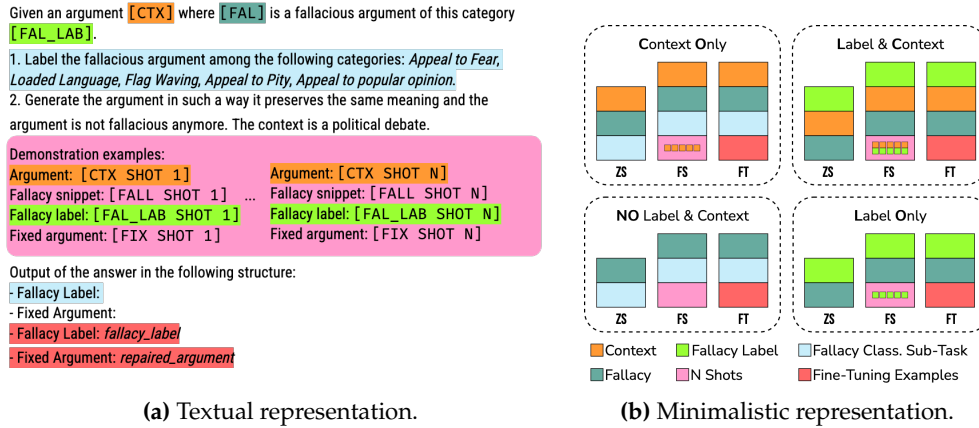 Given an argument [CTX] where [FAL] is a fallacious argument of this category
[FAL_LAB].
1. Label the fallacious argument among the following categories: Appeal to Fear,
Loaded Language, Flag Waving, Appeal to Pity, Appeal to popular opinion.
2. Generate the argument in such a way it preserves the same meaning and the
argument is not fallacious anymore. The context is a political debate.
Demonstration examples:
Argument: [CTX SHOT 1] Argument: [CTX SHOT N]
Fallacy snippet: [FALL SHOT 1] ... Fallacy snippet: [FALL SHOT N]
Fallacy label: [FAL_LAB SHOT 1] Fallacy label: [FAL_LAB SHOT N]
Fixed argument: [FIX SHOT 1] Fixed argument: [FIX SHOT N]
Output of the answer in the following structure:
- Fallacy Label:
- Fixed Argument:
- Fallacy Label: fallacy_label
- Fixed Argument: repaired_argument
(a) Textual representation.
Context Only
ZS FS FT
Label & Context
ZS FS FT
NO Label & Context
ZS FS FT
Label Only
ZS FS FT
Context Fallacy Label Fallacy Class. Sub-Task
Fallacy N Shots Fine-Tuning Examples
(b) Minimalistic representation.